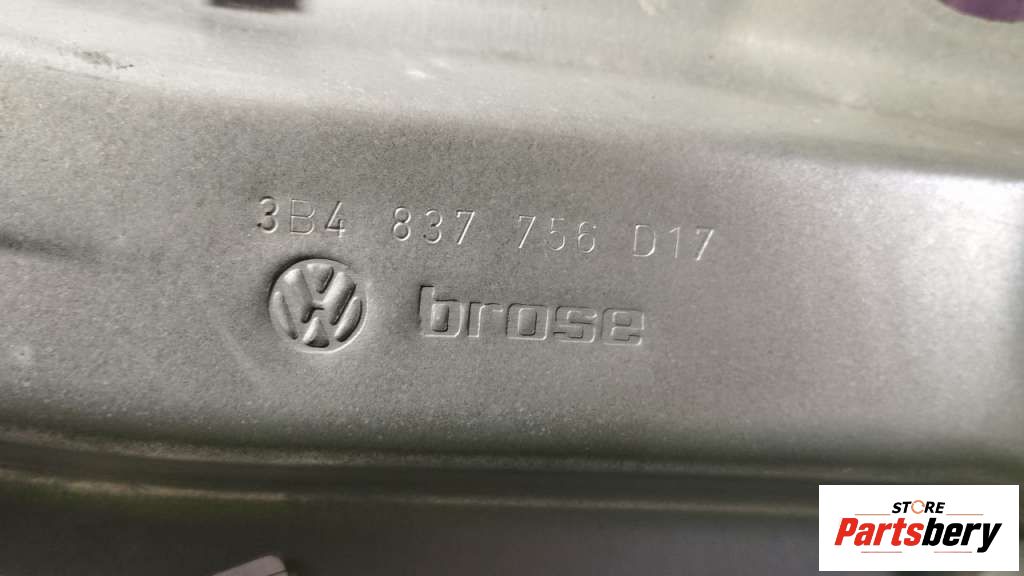 3B4 837 756 D17
brose
STORE
Partsbery